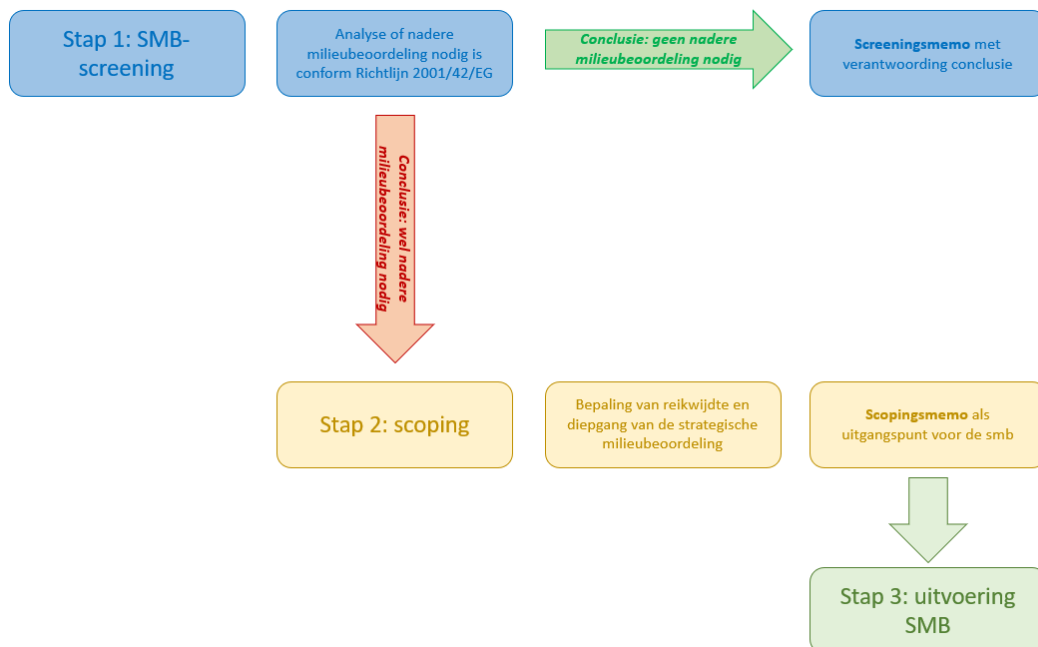 Stap 1: SMB-
screening
Analyse of nadere
milieubeoordeling nodig is
conform Richtlijn 2001/42/EG
Conclusie: geen nadere
milieubeoordeling nodig
Screeningsmemo met
verantwoording conclusie
Conclusie: wel nadere
milieubeoordeling nodig
Stap 2: scoping
Bepaling van reikwijdte en
diepgang van de strategische
milieubeoordeling
Scopingsmemo als
uitgangspunt voor de smb
Stap 3: uitvoering
SMB